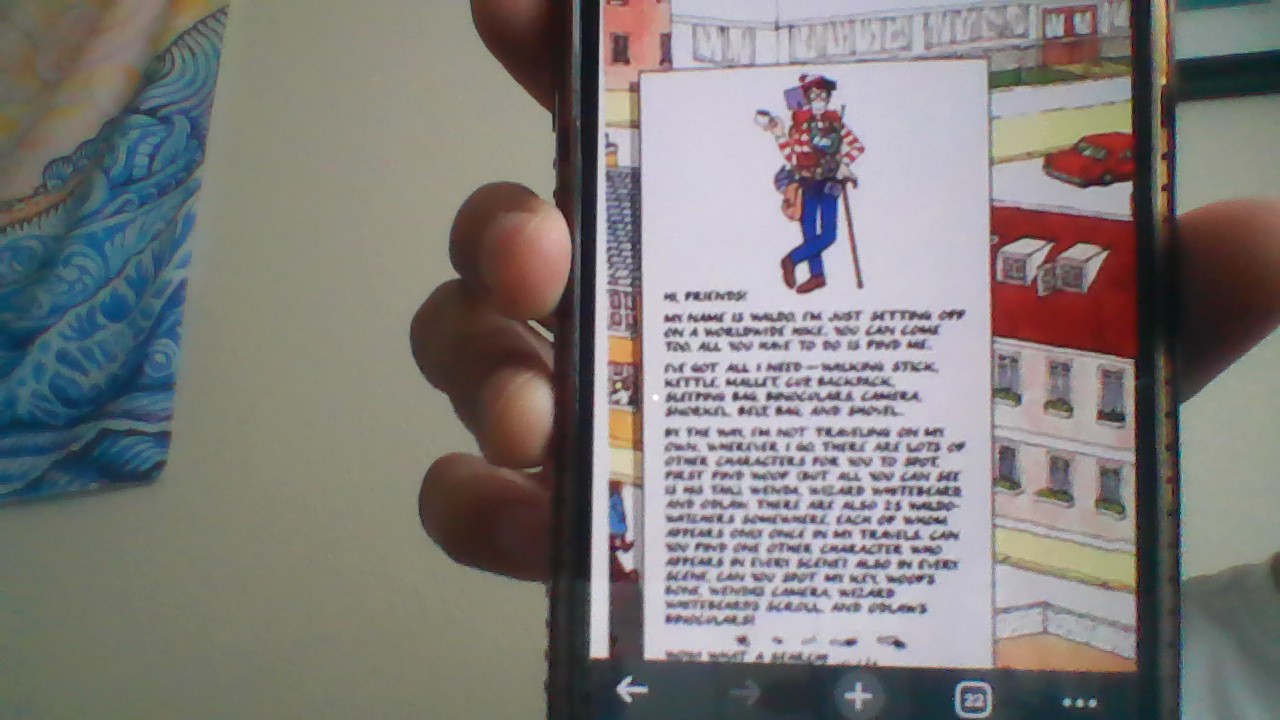 HI, FRIENDS!
MY NAME IS WALDO. I'M JUST SETTING OFF
ON A WORLDWIDE HIKE. YOU CAN COME
TOO. ALL YOU HAVE TO DO IS FIND ME.
I'VE GOT ALL I NEED—WALKING STICK,
KETTLE, MALLET, CUP, BACKPACK,
SLEEPING BAG, BINOCULARS, CAMERA,
SNORKEL, BELT, BAG, AND SHOVEL.
BY THE WAY, I'M NOT TRAVELING ON MY
OWN. WHEREVER I GO, THERE ARE LOTS OF
OTHER CHARACTERS FOR YOU TO SPOT.
FIRST FIND WOOF (BUT ALL YOU CAN SEE
IS HIS TAIL), WENDA, WIZARD WHITEBEARD,
AND ODLAW. THERE ARE ALSO 25 WALDO-
WATCHERS SOMEWHERE, EACH OF WHOM
APPEARS ONLY ONCE IN MY TRAVELS. CAN
YOU FIND ONE OTHER CHARACTER WHO
APPEARS IN EVERY SCENE? ALSO IN EVERY
SCENE, CAN YOU SPOT MY KEY, WOOF'S
BONE, WENDA'S CAMERA, WIZARD
WHITEBEARD'S SCROLL, AND ODLAW'S
BINOCULARS?
WOW! WHAT A SEARCH!
22